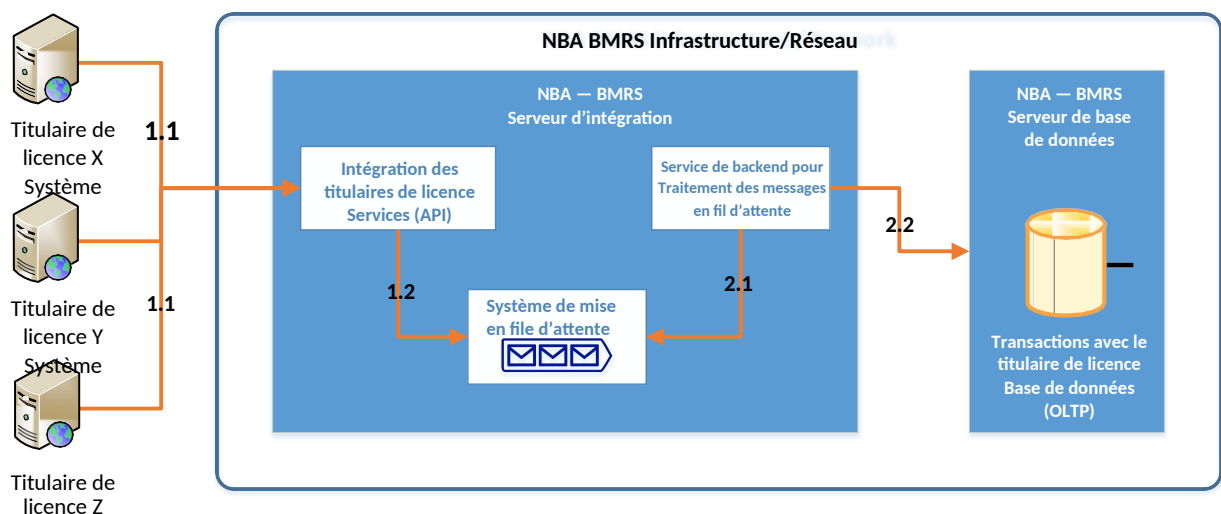 NBA BMRS Infrastructure/Réseau
Titulaire de
licence X
Système
1.1
Titulaire de
licence Y
Système
1.1
Titulaire de
licence Z
NBA — BMRS
Serveur d'intégration
Intégration des
titulaires de licence
Services (API)
Service de backend pour
Traitement des messages
en fil d'attente
1.2
2.1
Système de mise
en file d'attente
2.2
NBA — BMRS
Serveur de base
de données
Transactions avec le
titulaire de licence
Base de données
(OLTP)